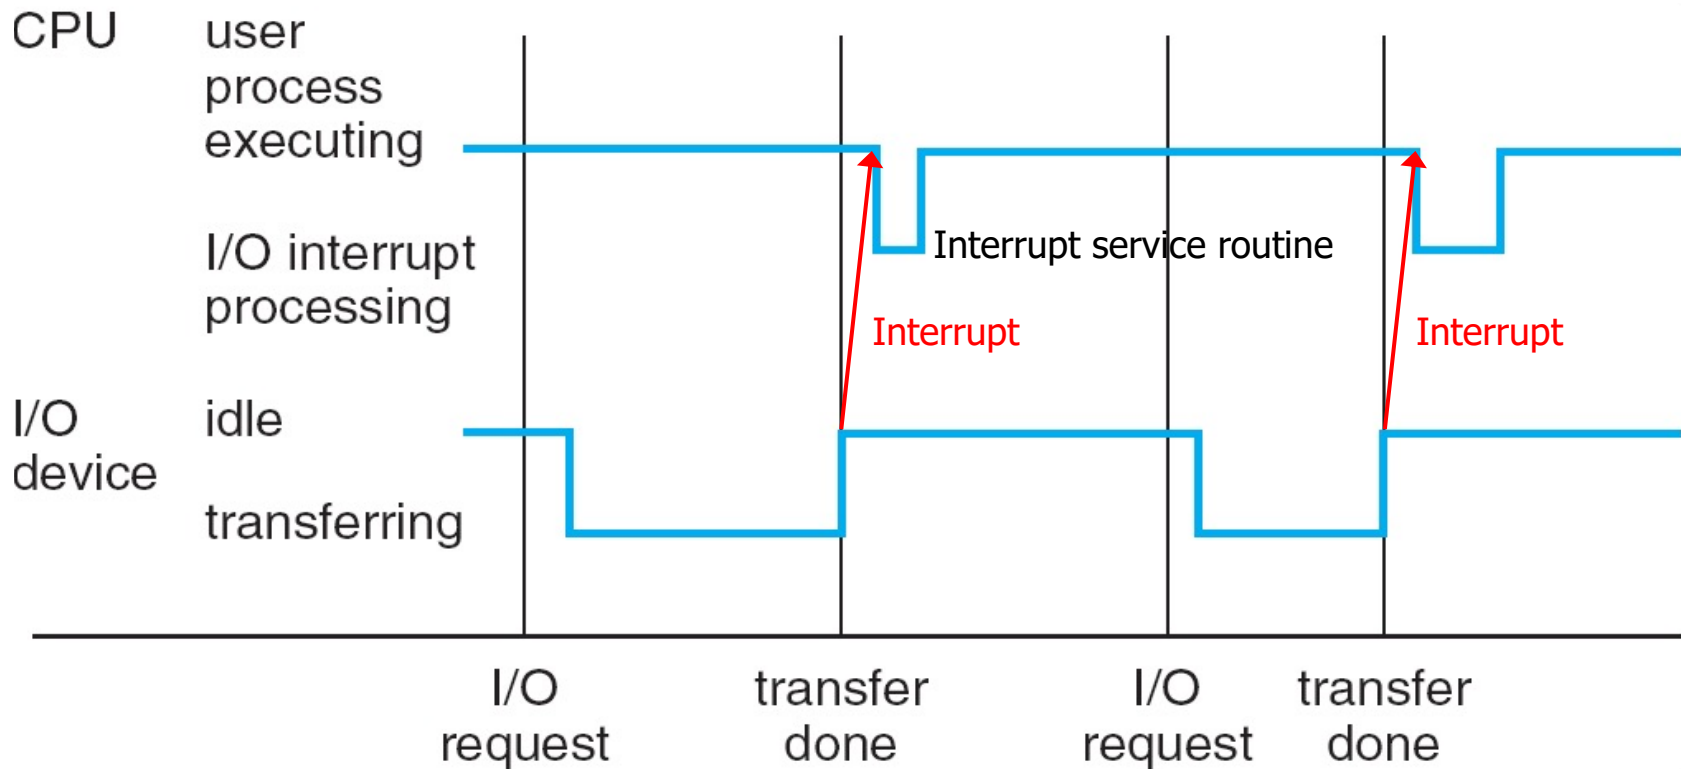 CPU
user
process
executing
I/O interrupt
processing
Interrupt service routine
Interrupt
Interrupt
I/O
device
idle
transferring
I/O
request
transfer
done
I/O
request
transfer
done